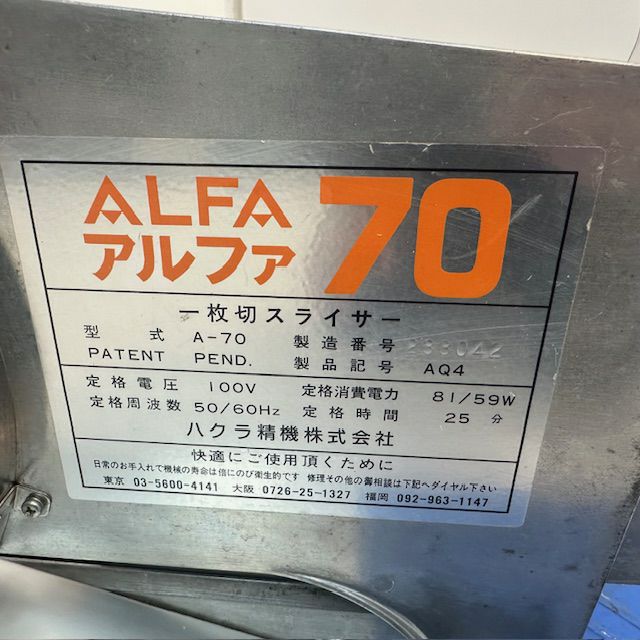 ALFA 70
アルファ
一枚切スライサー
型式 A-70 製造番号
PATENT PEND. 製品記号 AQ4
定格電圧 100V 定格消費電力 81/59W
定格周波数 50/60Hz 定格時間 25分
ハクラ精機株式会社
快適にご使用頂くために
日常のお手入れで機械の寿命は倍にのび衛生的です 修理その他の御相談は下記へダイヤル下さい
東京 03-5600-4141 大阪 0726-25-1327 福岡 092-963-1147